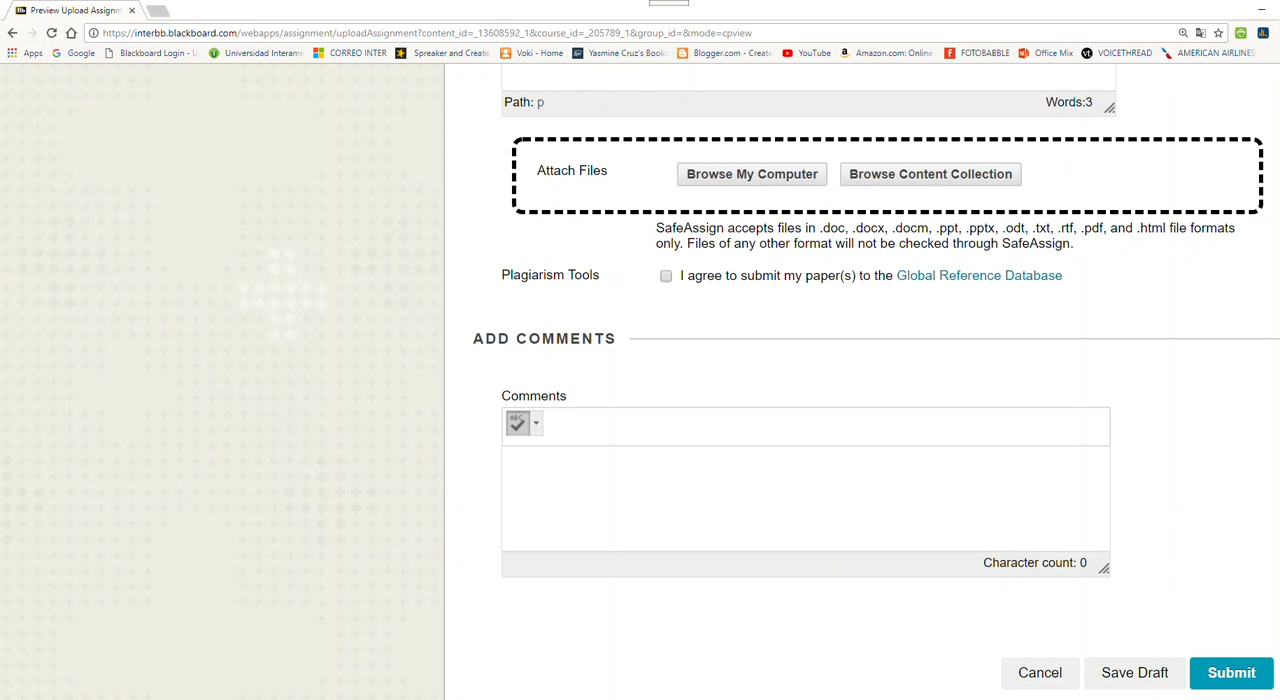 Preview Upload Assignm
https://interbb.blackboard.com/webapps/assignment/uploadAssignment?content_id=_13608592_1&course_id=_205789_1&group_id=&mode=cpview
Apps Google Blackboard Login - U Universidad Interame CORREO INTER Spreaker and Create Voki - Home Yasmine Cruz's Book Blogger.com - Create YouTube Amazon.com: Online FOTOBABBLE Office Mix VOICETHREAD AMERICAN AIRLINES
Path: p Words:3
Attach Files Browse My Computer Browse Content Collection
SafeAssign accepts files in .doc, .docx, .docm, .ppt, .pptx, .odt, .txt, .rtf, .pdf, and .html file formats
only. Files of any other format will not be checked through SafeAssign.
Plagiarism Tools I agree to submit my paper(s) to the Global Reference Database
ADD COMMENTS
Comments
ABC
Character count: 0
Cancel Save Draft Submit